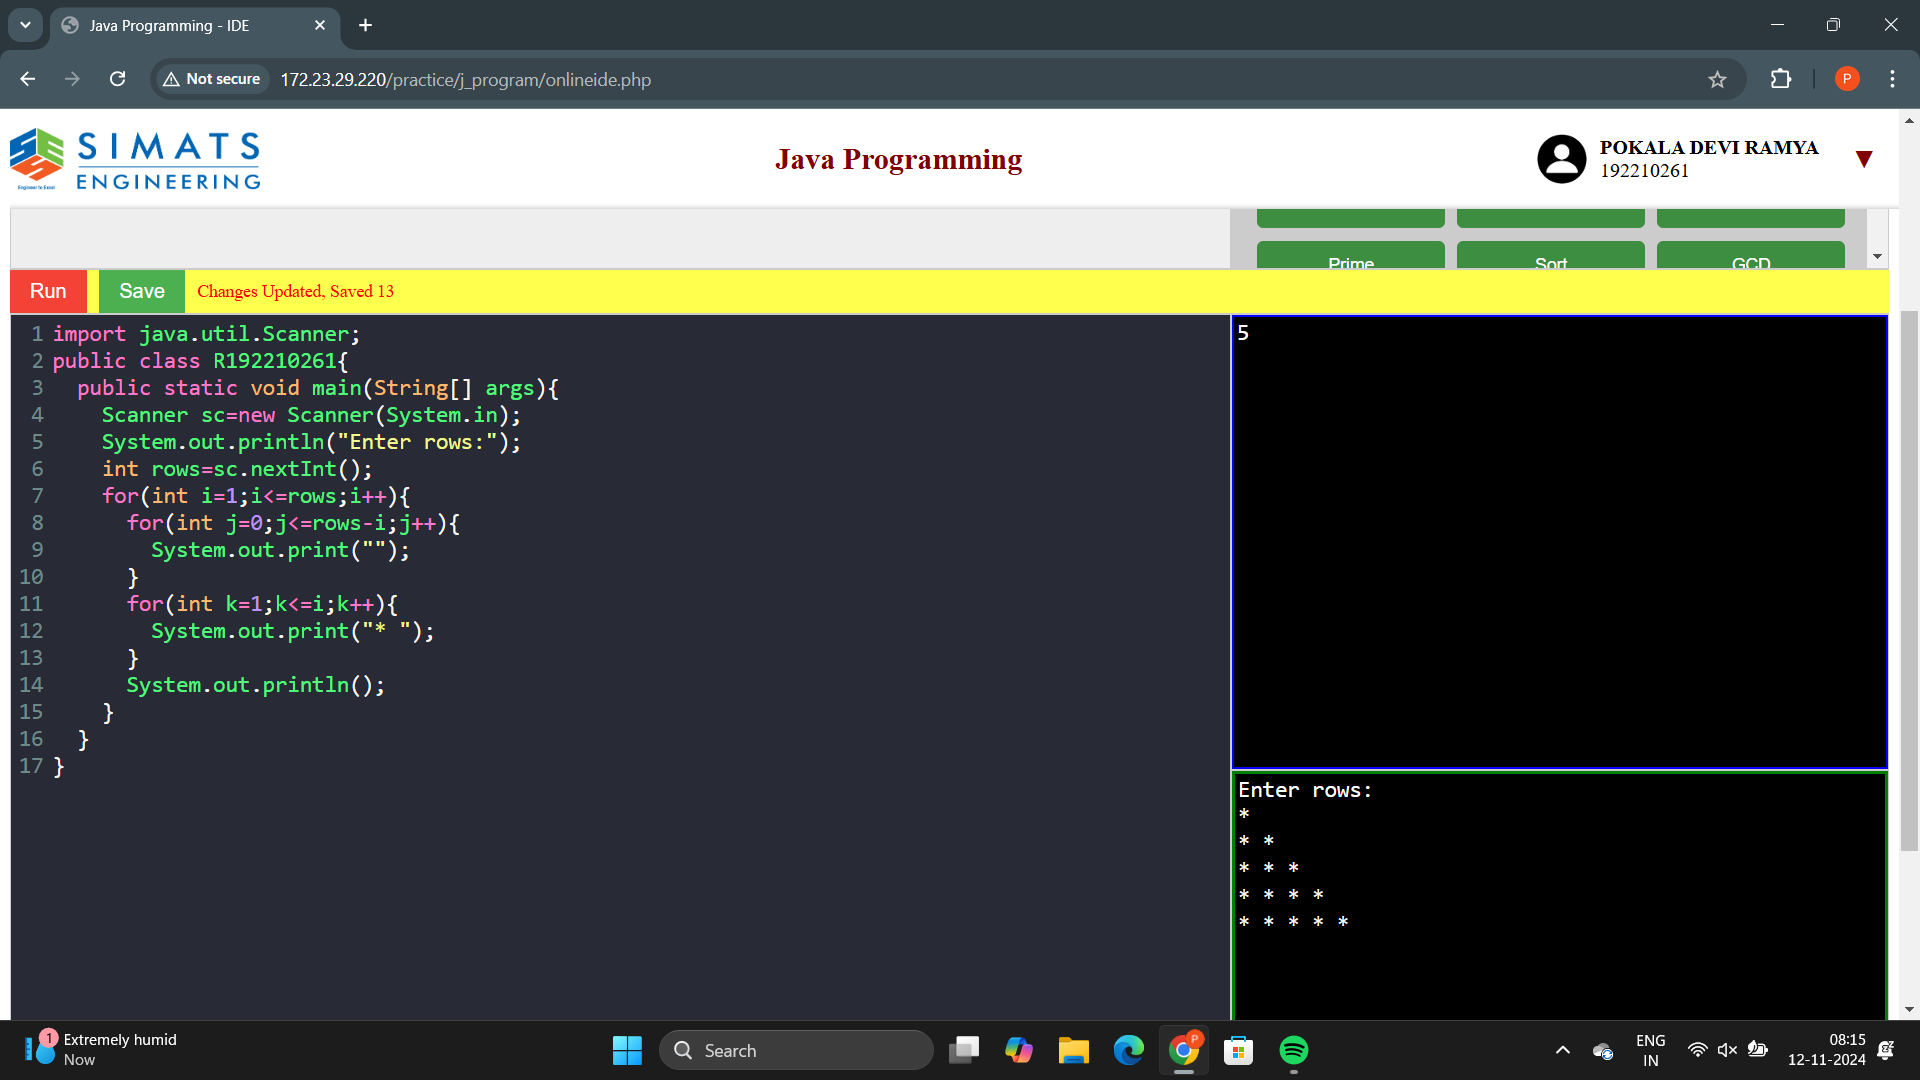 Java Programming - IDE
Not secure
172.23.29.220/practice/j_program/onlineide.php
P
SIMATS
ENGINEERING
Engineer to Excel
Java Programming
POKALA DEVI RAMYA
192210261
Prime
Sort
GCD
Run
Save
Changes Updated, Saved 13
1 import java.util.Scanner;
2 public class R192210261{
3   public static void main(String[] args){
4     Scanner sc=new Scanner(System.in);
5     System.out.println("Enter rows:");
6     int rows=sc.nextInt();
7     for(int i=1;i<=rows;i++){
8       for(int j=0;j<=rows-i;j++){
9         System.out.print("");
10       }
11       for(int k=1;k<=i;k++){
12         System.out.print("* ");
13       }
14       System.out.println();
15     }
16   }
17 }
5
Enter rows:
*
* *
* * *
* * * *
* * * * *
1
Extremely humid
Now
Search
P
ENG
IN
08:15
12-11-2024